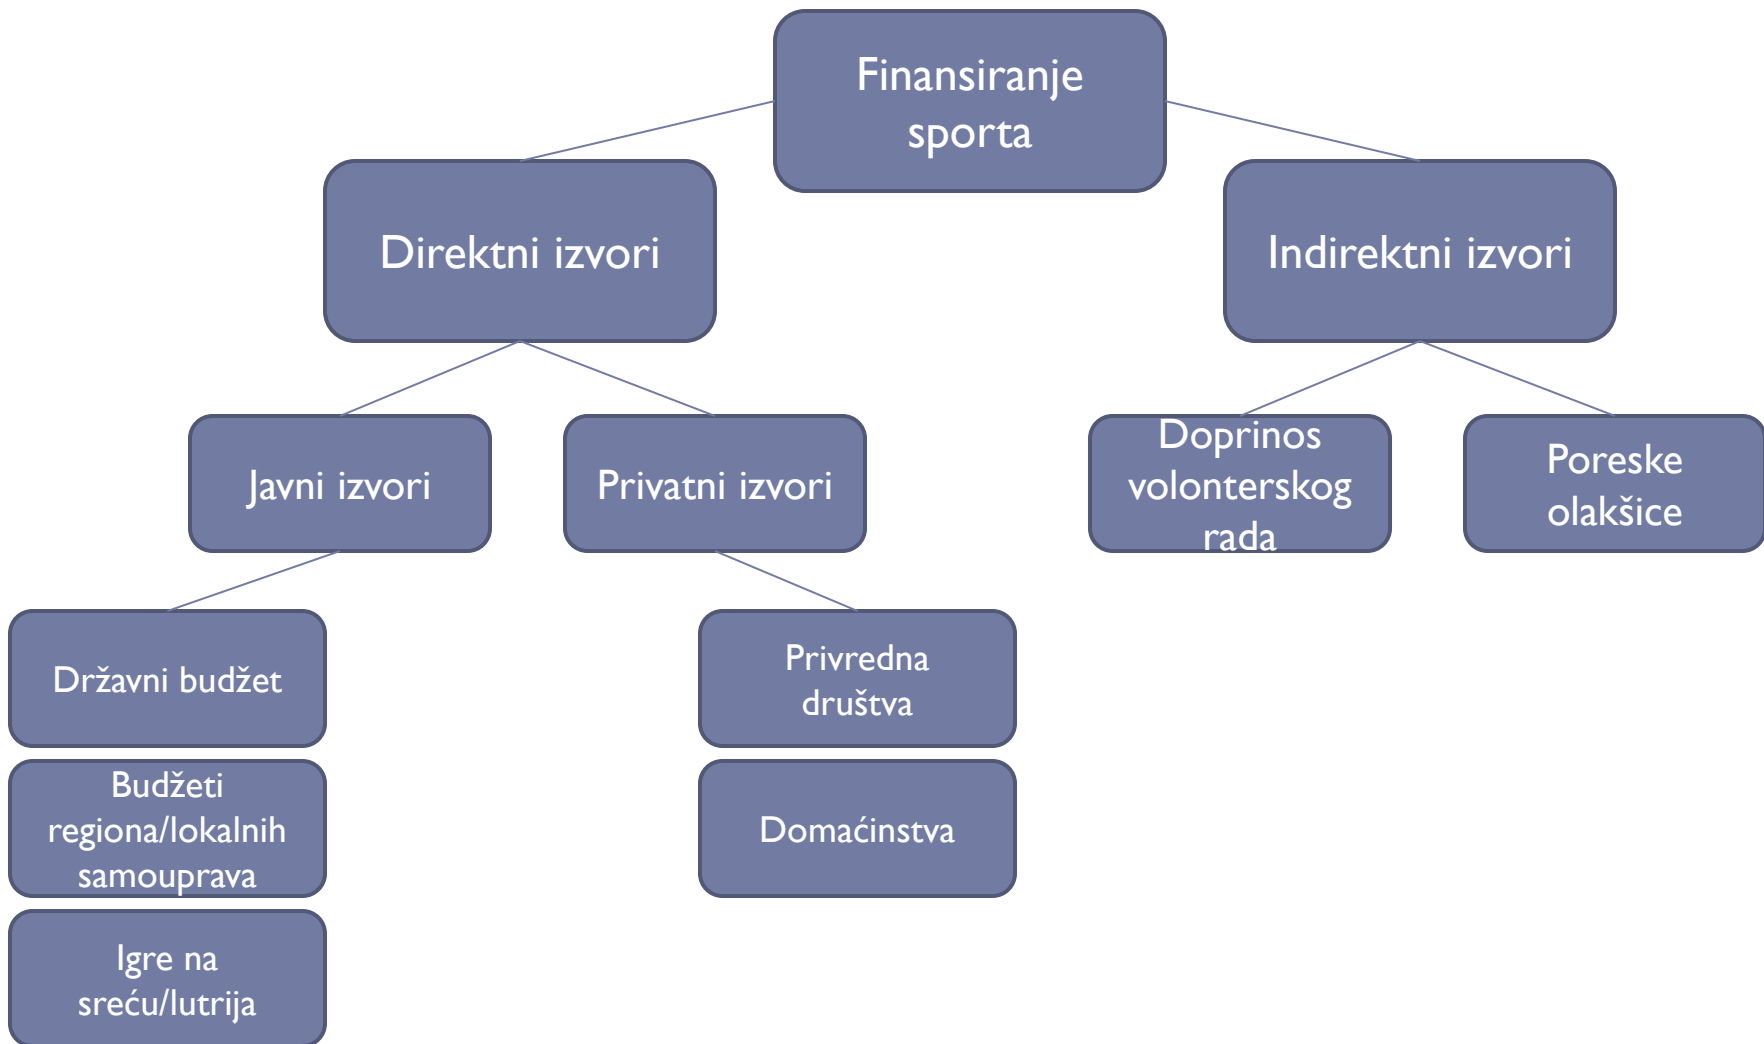 Finansiranje
sporta
Direktni izvori
Indirektni izvori
Javni izvori
Privatni izvori
Doprinos
volonterskog
rada
Poreske
olakšice
Državni budžet
Privredna
društva
Budžeti
regiona/lokalnih
samouprava
Domaćinstva
Igre na
sreću/lutrija